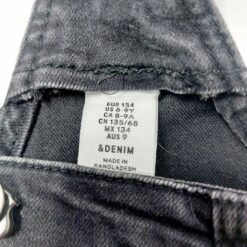 EUR 134
US 8-9Y
CA 8-9A
CN 135/68
MX 134
AUS 9
&DENIM
MADE IN
BANGLADESH